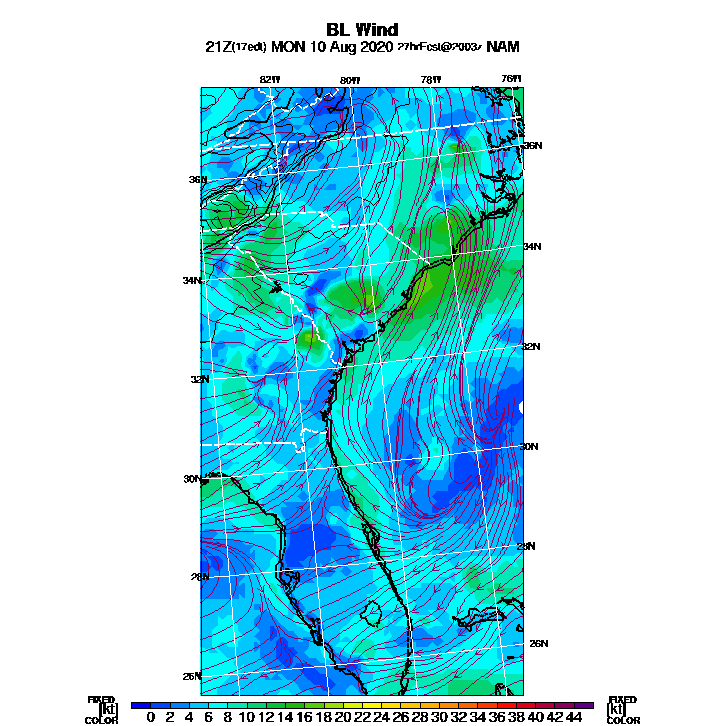 BL Wind
21Z(17edt) MON 10 Aug 2020 27hrFcst@2003z NAM
82W 80W 78W 76W
36N
36N
34N
34N
32N
32N
30N
30N
28N
28N
26N
26N
FIXED FIXED
[kt] 0 2 4 6 8 10 12 14 16 18 20 22 24 26 28 30 32 34 36 38 40 42 44 [kt]
COLOR COLOR